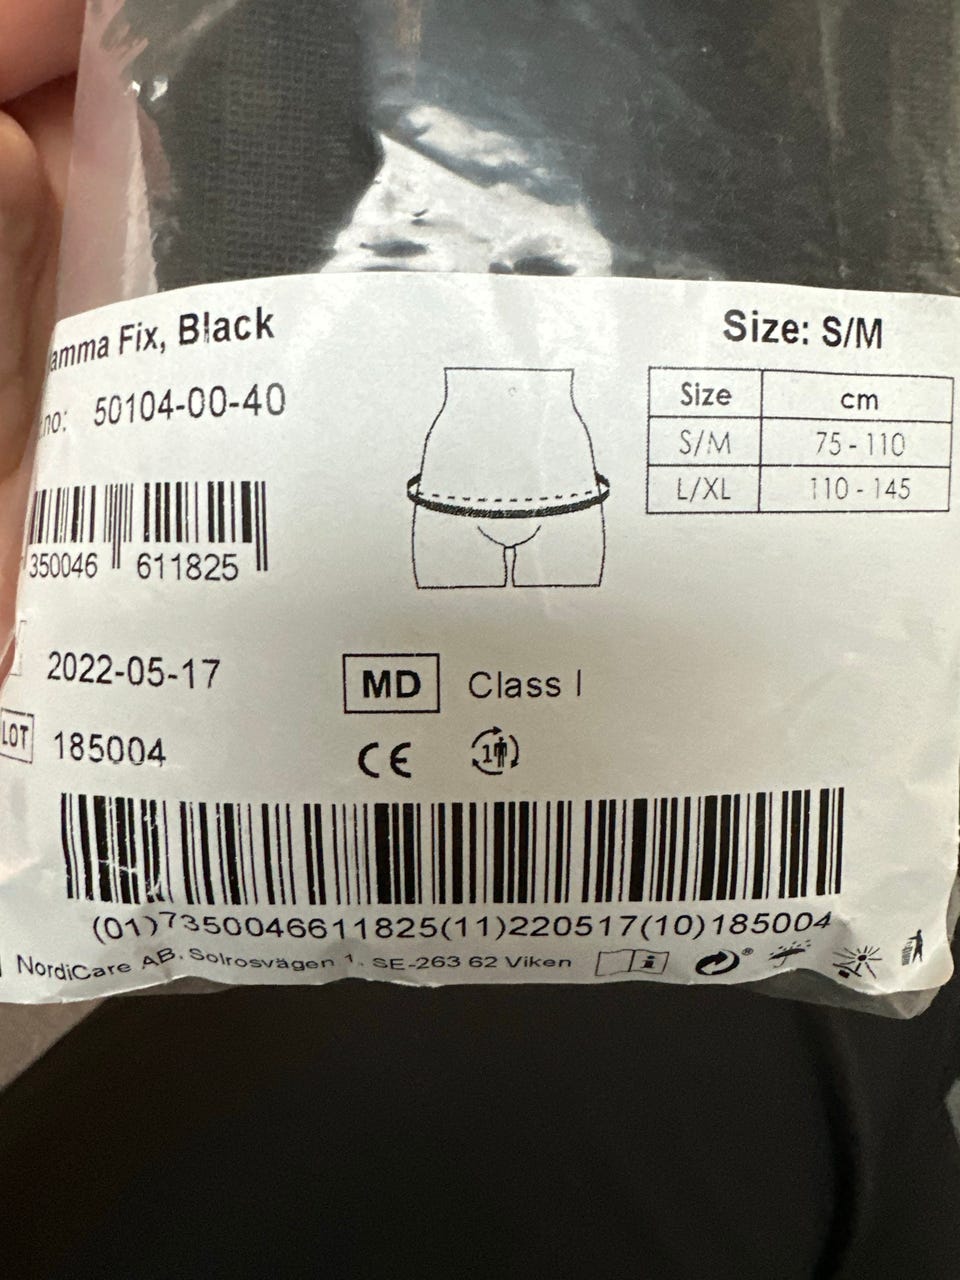 amma Fix, Black
.no: 50104-00-40
350046 611825
2022-05-17
LOT 185004
Size: S/M
Size cm
S/M 75 - 110
L/XL 110 - 145
MD Class I
CE 1
(01)7350046611825(11)220517(10)185004
NordiCare AB. Solrosvägen 1. SE-263 62 Viken